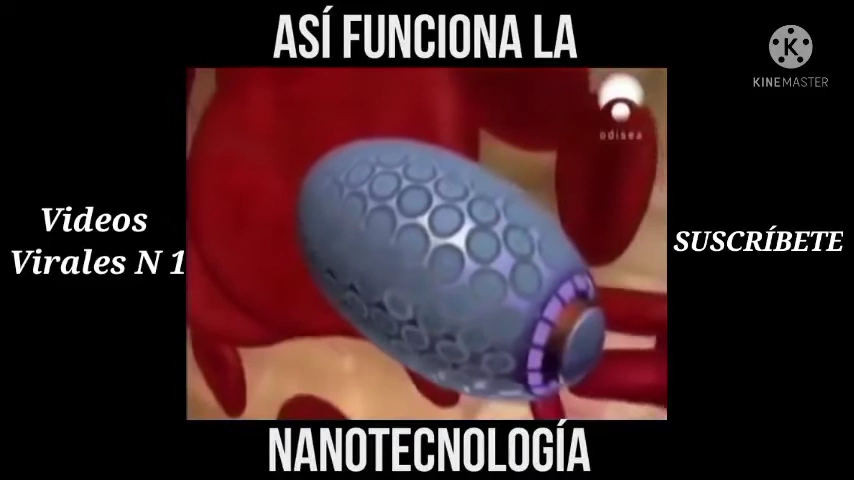 ASÍ FUNCIONA LA
KINEMASTER
odisea
Videos
Virales N 1
SUSCRÍBETE
NANOTECNOLOGÍA